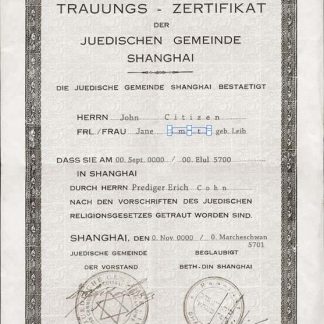 TRAUUNGS - ZERTIFIKAT
DER
JUEDISCHEN GEMEINDE
SHANGHAI
DIE JUEDISCHE GEMEINDE SHANGHAI BESTAETIGT
HERRN John Citizen
FRL / FRAU Jane geb. Leih
DASS SIE AM 00. Sept. 0000 / 00. Elul 5700
IN SHANGHAI
DURCH HERRN Prediger Erich Cohn
NACH DEN VORSCHRIFTEN DES JUEDISCHEN
RELIGIONSGESETZES GETRAUT WORDEN SIND.
SHANGHAI, DEN 0. Nov. 0000 / 0. Marcheschwan
5701
JUEDISCHE GEMEINDE BEGLAUBIGT
DER VORSTAND BETH-DIN SHANGHAI